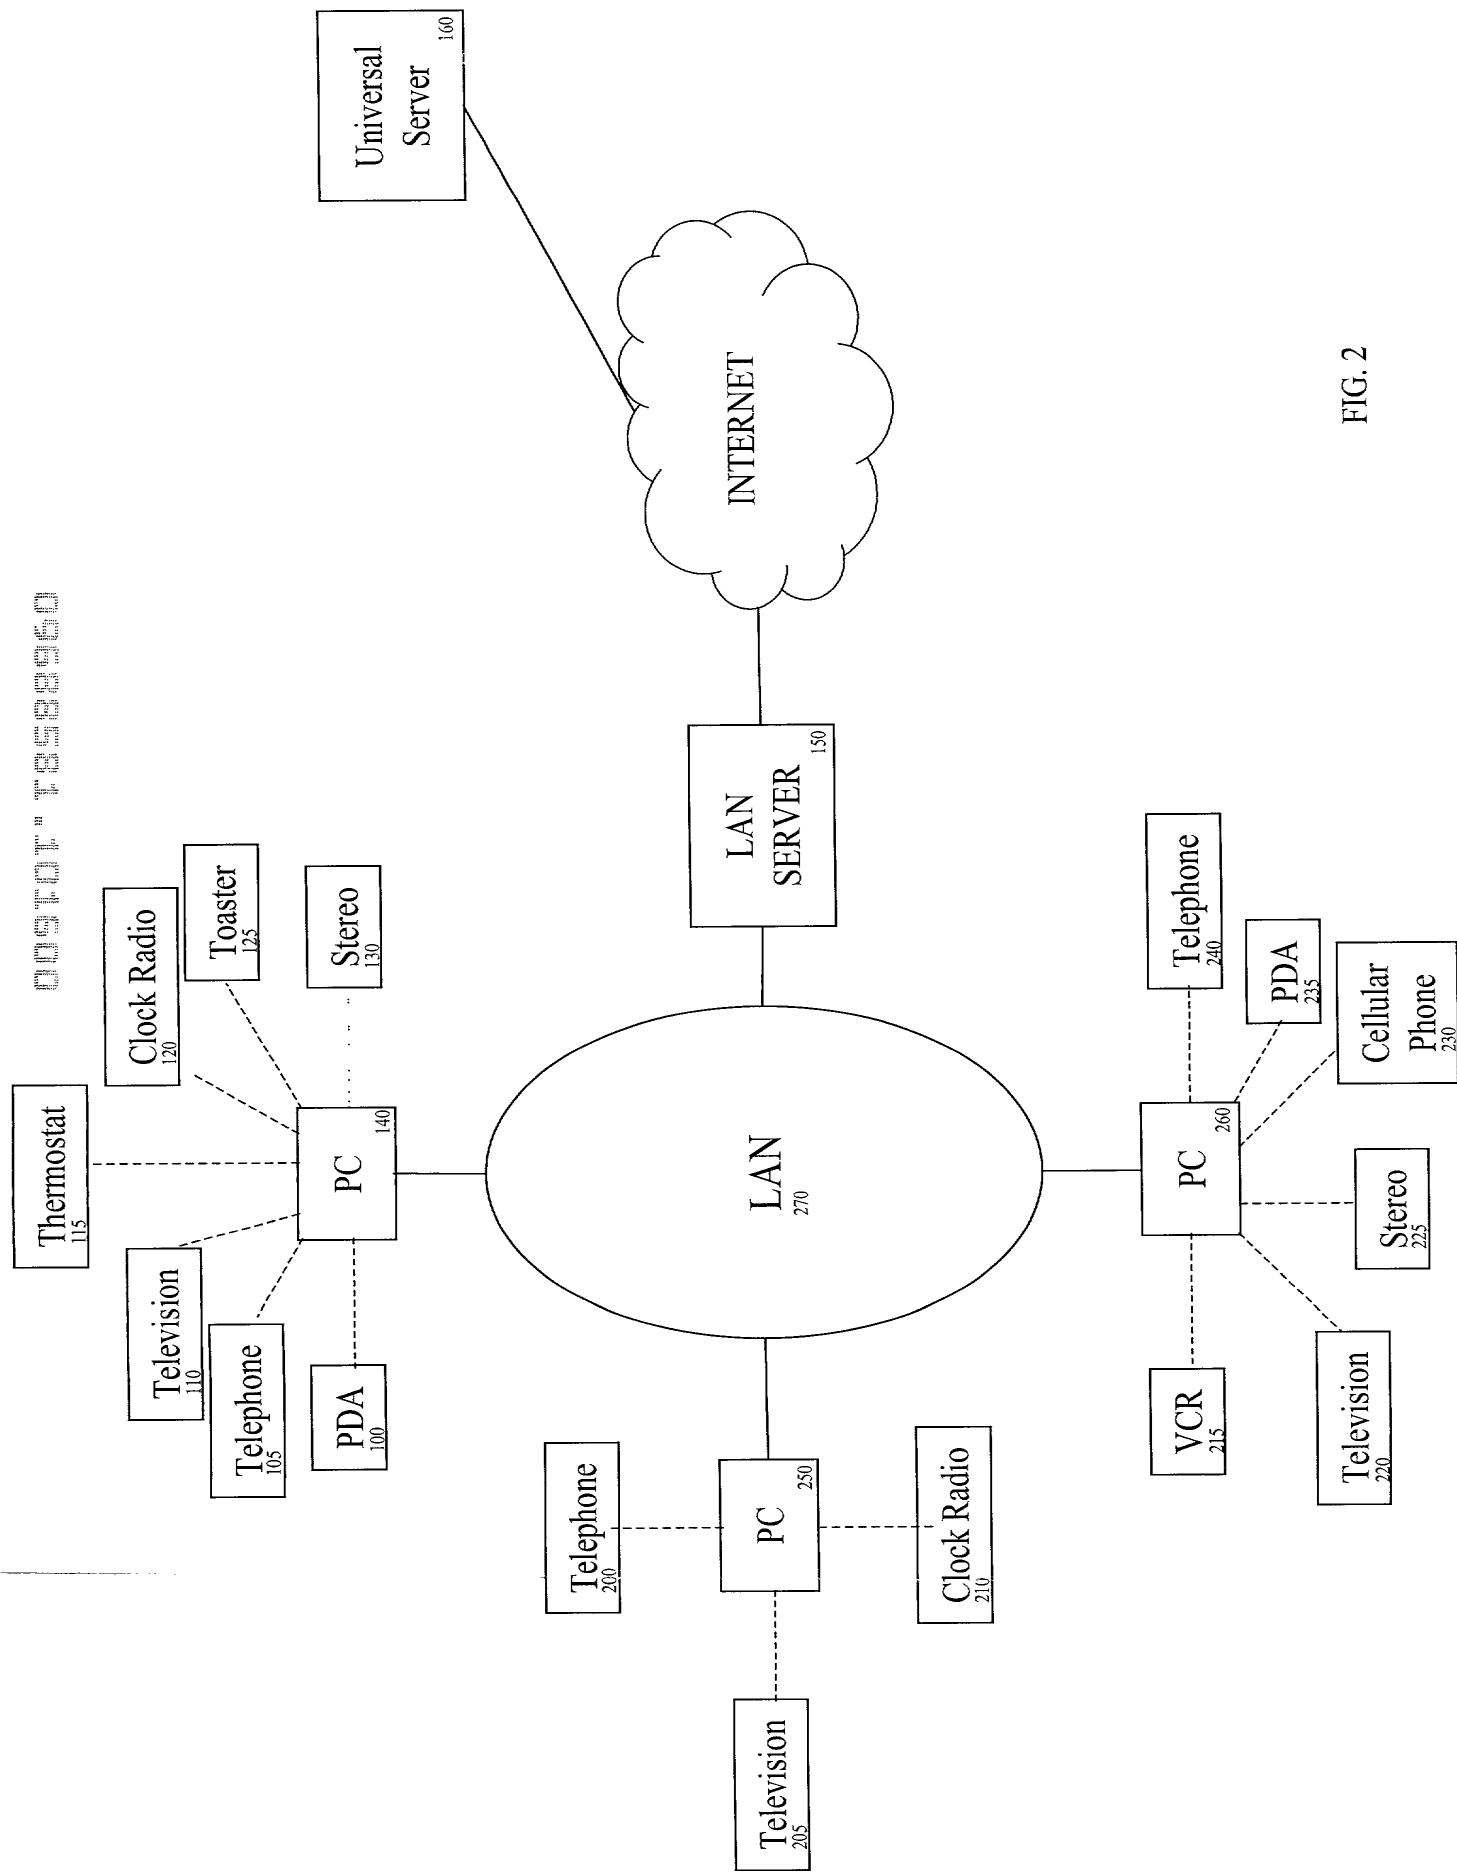 Thermostat
115
Clock Radio
120
Television
110
Toaster
125
Telephone
105
Stereo
130
PDA
100
PC
140
Universal
Server
160
Telephone
200
LAN
270
LAN
SERVER
150
INTERNET
PC
250
Television
205
Clock Radio
210
PC
260
Telephone
240
VCR
215
PDA
235
Television
220
Stereo
225
Cellular
Phone
230
FIG. 2